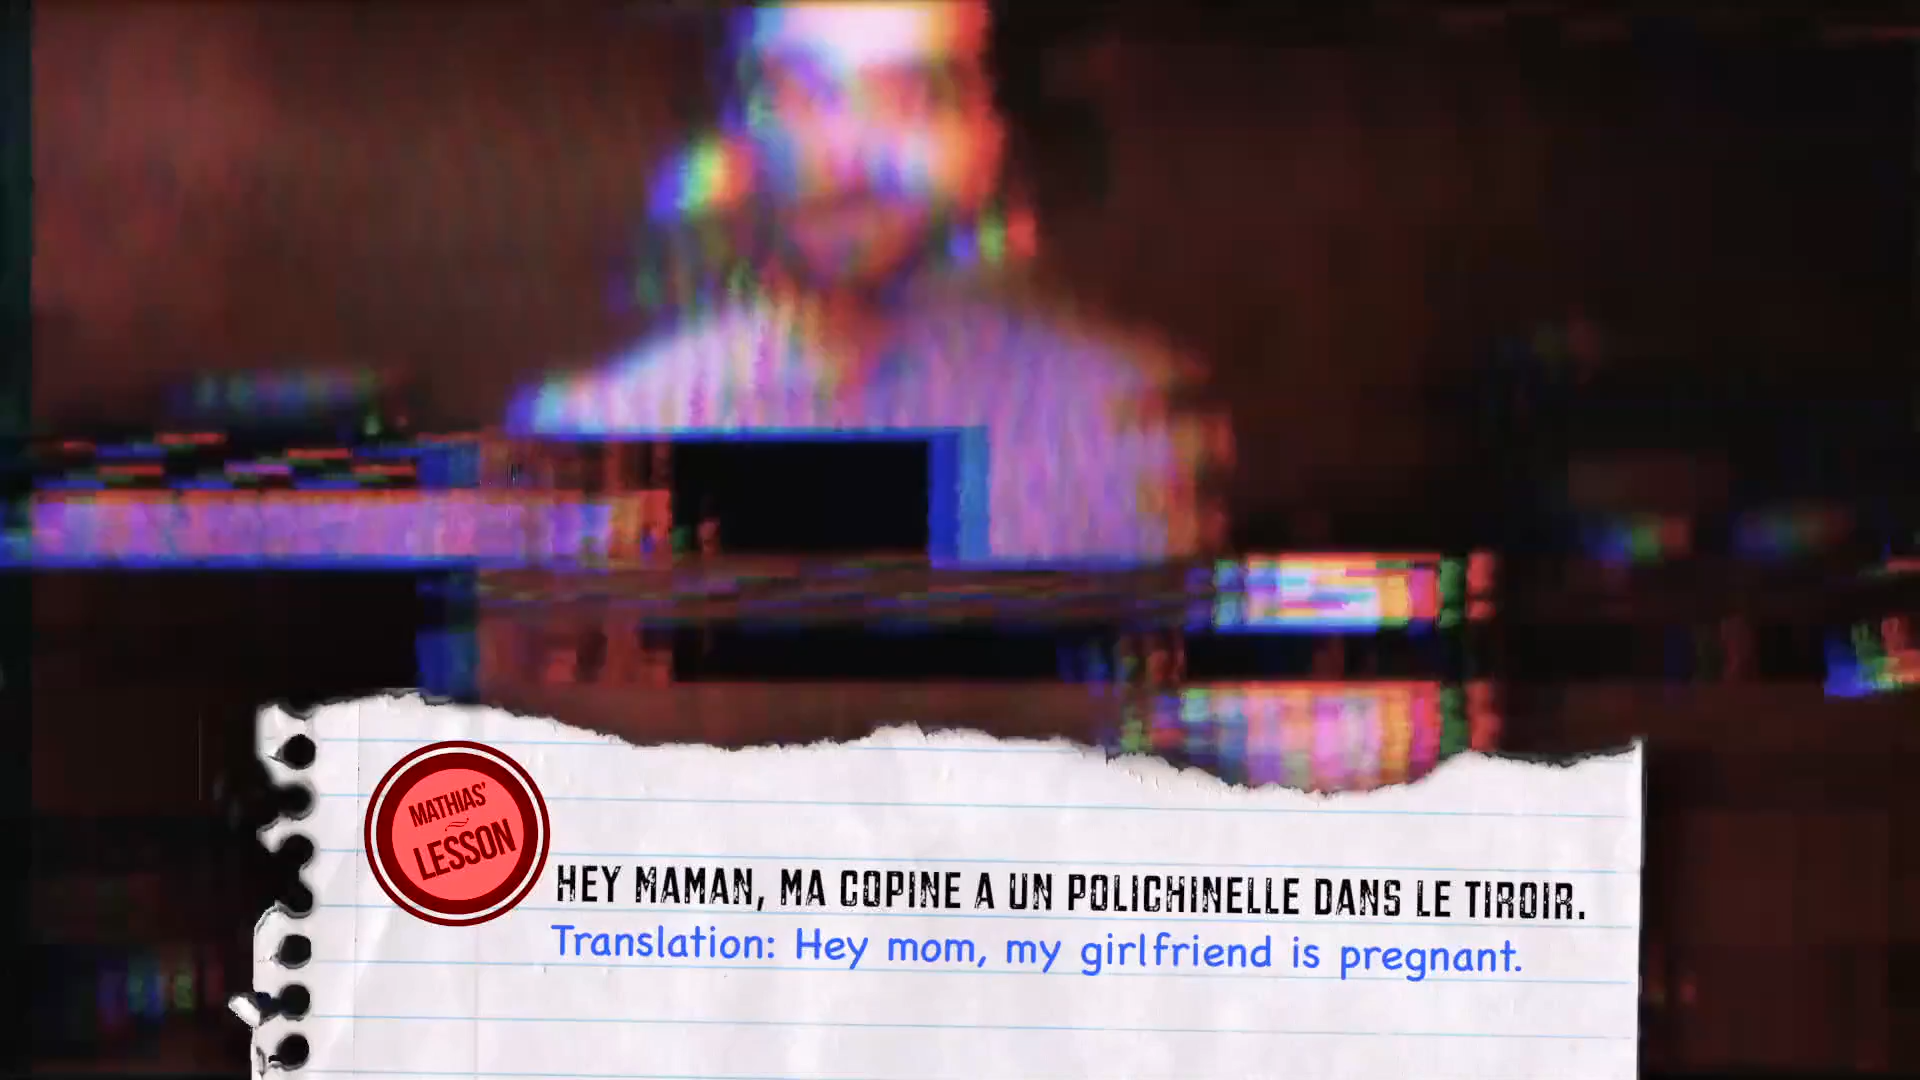 MATHIAS'
LESSON
HEY MAMAN, MA COPINE A UN POLICHINELLE DANS LE TIROIR.
Translation: Hey mom, my girlfriend is pregnant.